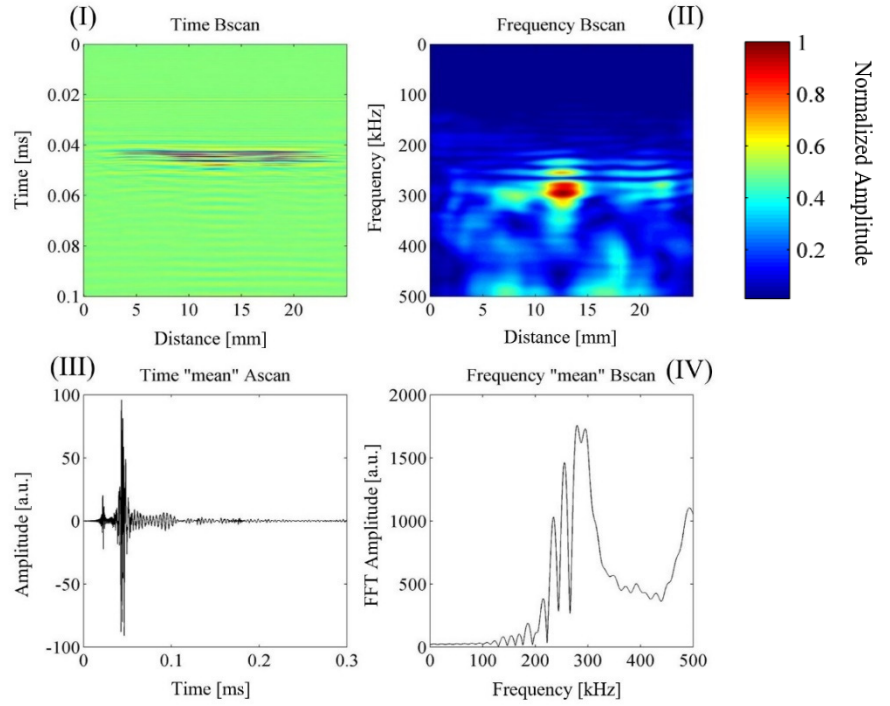 (I)
Time Bscan
0
0.02
0.04
0.06
0.08
0.1
Time [ms]
0
5
10
15
20
Distance [mm]
Frequency Bscan
(II)
0
100
200
300
400
500
Frequency [kHz]
0
5
10
15
20
Distance [mm]
1
0.8
0.6
0.4
0.2
Normalized Amplitude
(III)
Time "mean" Ascan
100
50
0
-50
-100
Amplitude [a.u.]
0
0.1
0.2
0.3
Time [ms]
Frequency "mean" Bscan
(IV)
2000
1500
1000
500
0
FFT Amplitude [a.u.]
0
100
200
300
400
500
Frequency [kHz]